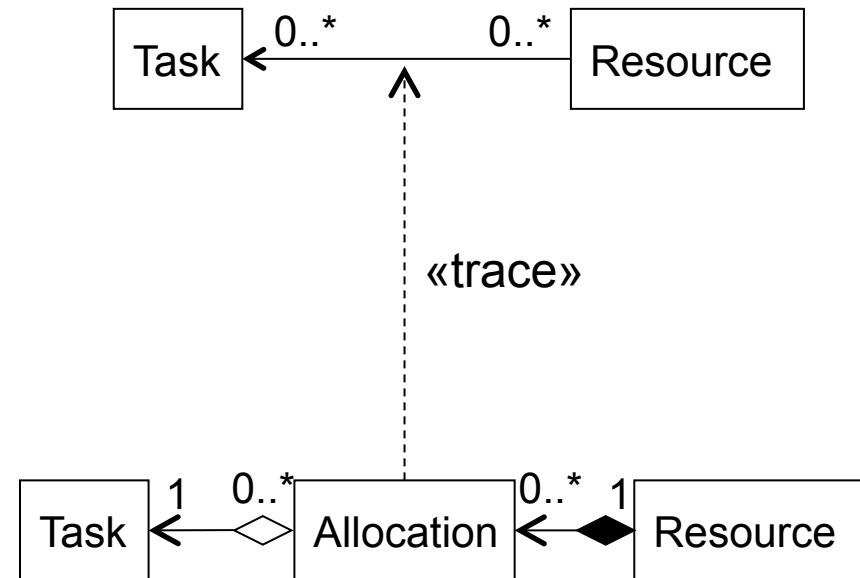 0..* 0..*
Task Resource
«trace»
1 0..* 0..* 1
Task Allocation Resource